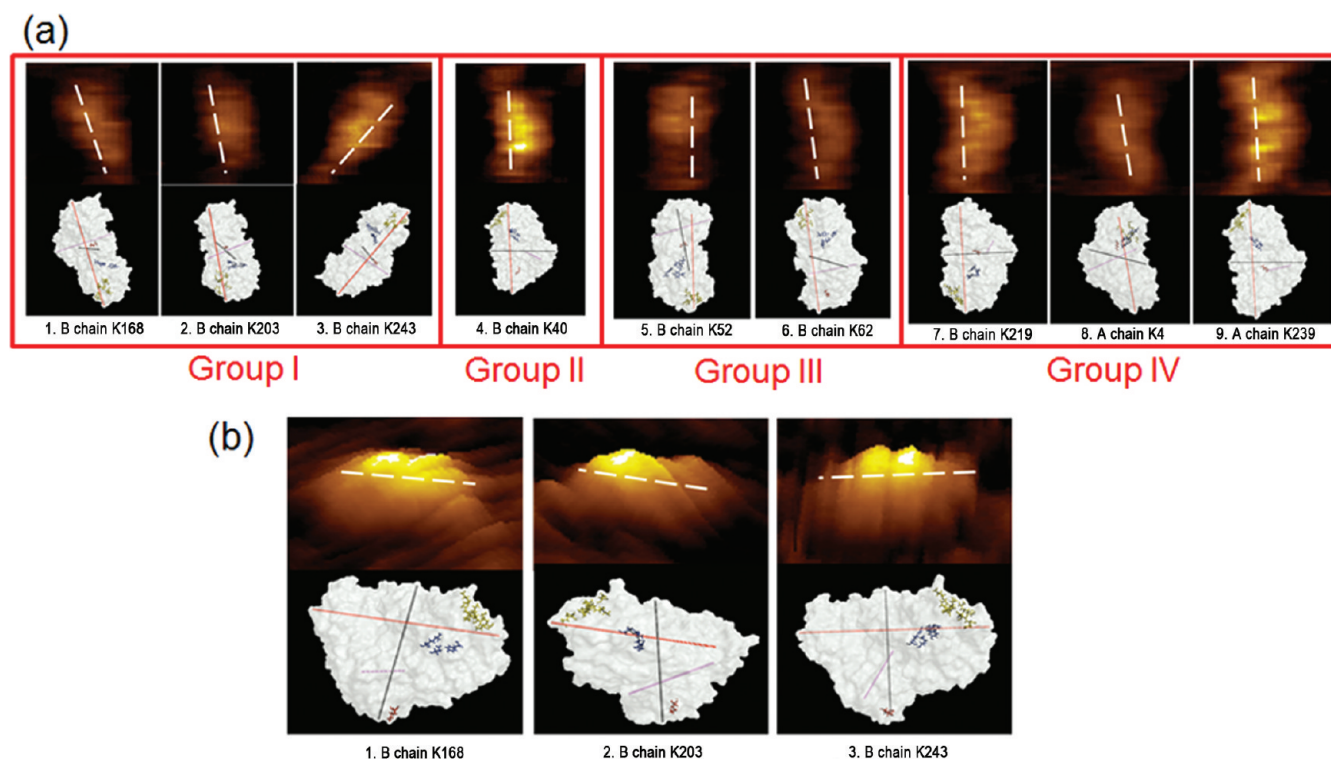 (a)
1. B chain K168
2. B chain K203
3. B chain K243
4. B chain K40
5. B chain K52
6. B chain K62
7. B chain K219
8. A chain K4
9. A chain K239
Group I
Group II
Group III
Group IV
(b)
1. B chain K168
2. B chain K203
3. B chain K243